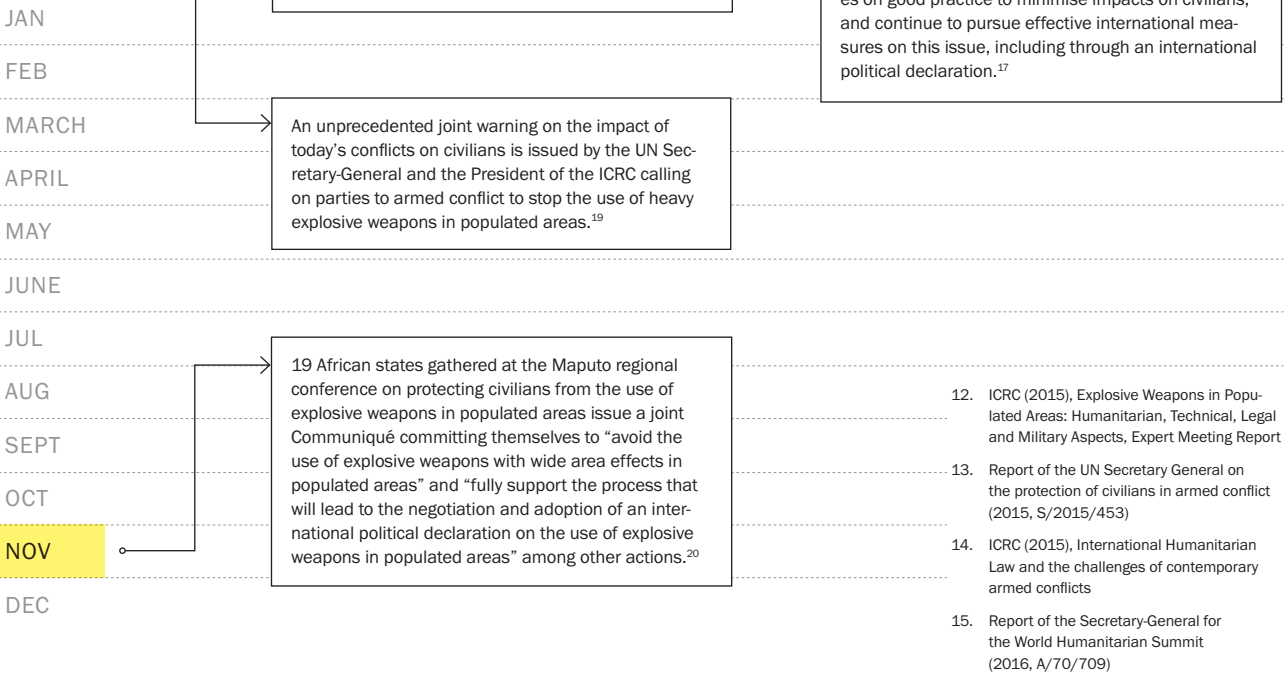 JAN
FEB
MARCH
APRIL
MAY
JUNE
JUL
AUG
SEPT
OCT
NOV
DEC
es on good practice to minimise impacts on civilians,
and continue to pursue effective international mea-
sures on this issue, including through an international
political declaration.17
An unprecedented joint warning on the impact of
today’s conflicts on civilians is issued by the UN Sec-
retary-General and the President of the ICRC calling
on parties to armed conflict to stop the use of heavy
explosive weapons in populated areas.19
19 African states gathered at the Maputo regional
conference on protecting civilians from the use of
explosive weapons in populated areas issue a joint
Communiqué committing themselves to “avoid the
use of explosive weapons with wide area effects in
populated areas” and “fully support the process that
will lead to the negotiation and adoption of an inter-
national political declaration on the use of explosive
weapons in populated areas” among other actions.20
12. ICRC (2015), Explosive Weapons in Popu-
lated Areas: Humanitarian, Technical, Legal
and Military Aspects, Expert Meeting Report
13. Report of the UN Secretary General on
the protection of civilians in armed conflict
(2015, S/2015/453)
14. ICRC (2015), International Humanitarian
Law and the challenges of contemporary
armed conflicts
15. Report of the Secretary-General for
the World Humanitarian Summit
(2016, A/70/709)